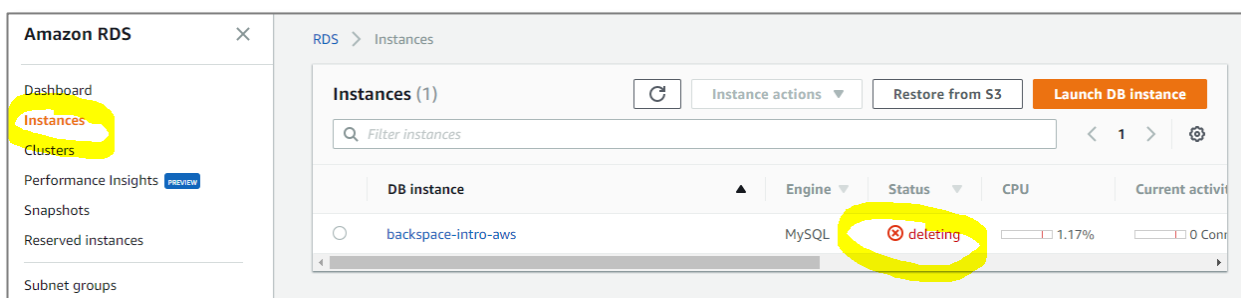 Amazon RDS
Dashboard
Instances
Clusters
Performance Insights PREVIEW
Snapshots
Reserved instances
Subnet groups
RDS > Instances
Instances (1)
Instance actions
Restore from S3
Launch DB instance
Filter instances
1
DB instance Engine Status CPU Current activit
backspace-intro-aws MySQL deleting 1.17% 0 Conn